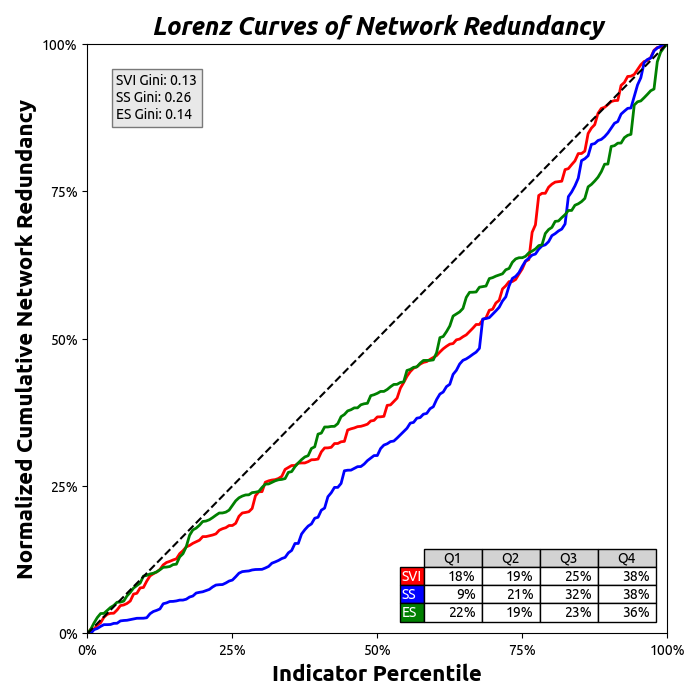 Lorenz Curves of Network Redundancy
100%
75%
50%
25%
0%
Normalized Cumulative Network Redundancy
SVI Gini: 0.13
SS Gini: 0.26
ES Gini: 0.14
Q1 Q2 Q3 Q4
SVI 18% 19% 25% 38%
SS 9% 21% 32% 38%
ES 22% 19% 23% 36%
0% 25% 50% 75% 100%
Indicator Percentile